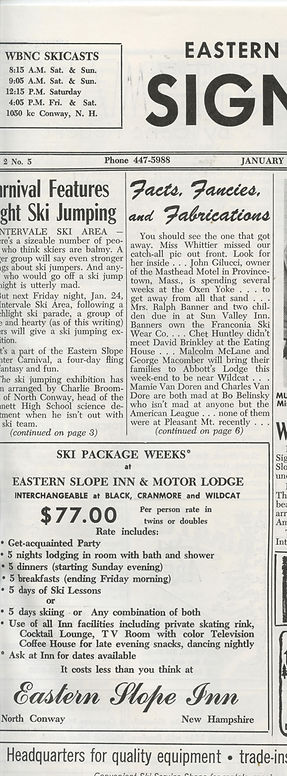 WBNC SKICASTS
8:15 A.M. Sat. & Sun.
9:05 A.M. Sat. & Sun.
12:15 P.M. Saturday
4:05 P.M. Fri. & Sat.
1050 kc Conway, N. H.
EASTERN
SIGN
2 No. 5
Phone 447-5988
JANUARY
rnival Features
ght Ski Jumping
NTERVALE SKI AREA —
ere's a sizeable number of peo-
who think skiers are balmy. A
er group will say even stronger
gs about ski jumpers. And any-
who would go off a ski jump
night is utterly mad.
ut next Friday night, Jan. 24,
ntervale Ski Area, following a
chlight ski parade, a group of
e and hearty (as of this writing)
rs will give a ski jumping ex-
ition.
t's a part of the Eastern Slope
Carnival, a four-day fling
fantasy and fun.
he ski jumping exhibition has
n arranged by Charlie Broom-
of North Conway, head of the
nett High School science de-
tment when he isn't out with
ski team.
(continued on page 3)
Facts, Fancies,
and Fabrications
You should see the one that got
away. Miss Whittier missed our
catch-all pic out front. Look for
her inside . . . John Gilucci, owner
of the Masthead Motel in Province-
town, Mass., is spending several
weeks at the Oxen Yoke . . . to
get away from all that sand . . .
Mrs. Ralph Banner and two chil-
dren due in at Sun Valley Inn.
Banners own the Franconia Ski
Wear Co. . . . Chet Huntley didn't
meet David Brinkley at the Eating
House . . . Malcolm McLane and
George Macomber will bring their
families to Abbott's Lodge this
week-end to be near Wildcat . . .
Mamie Van Doren and Charles Van
Dore are both mad at Bo Belinsky
who isn't mad at anyone but the
American League . . . none of them
were at Pleasant Mt. recently . . .
(continued on page 6)
SKI PACKAGE WEEKS*
at
EASTERN SLOPE INN & MOTOR LODGE
INTERCHANGEABLE at BLACK, CRANMORE and WILDCAT
$77.00 Per person rate in
twins or doubles
Rate includes:
• Get-acquainted Party
• 5 nights lodging in room with bath and shower
• 5 dinners (starting Sunday evening)
• 5 breakfasts (ending Friday morning)
• 5 days of Ski Lessons
or
• 5 days skiing or Any combination of both
• Use of all Inn facilities including private skating rink,
Cocktail Lounge, TV Room with color Television
Coffee House for late evening snacks, dancing nightly
* Ask at Inn for dates available
It costs less than you think at
Eastern Slope Inn
North Conway
New Hampshire
Headquarters for quality equipment • trade-ins